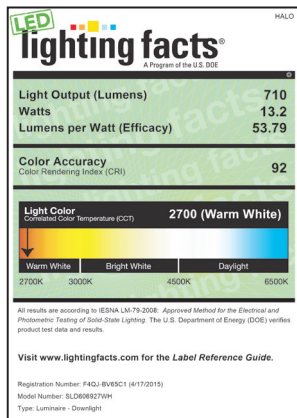 HALO
LED
lighting facts®
A Program of the U.S. DOE
Light Output (Lumens) 710
Watts 13.2
Lumens per Watt (Efficacy) 53.79
Color Accuracy
Color Rendering Index (CRI) 92
Light Color
Correlated Color Temperature (CCT) 2700 (Warm White)
Warm White Bright White Daylight
2700K 3000K 4500K 6500K
All results are according to IESNA LM-79-2008: Approved Method for the Electrical and
Photometric Testing of Solid-State Lighting. The U.S. Department of Energy (DOE) verifies
product test data and results.
Visit www.lightingfacts.com for the Label Reference Guide.
Registration Number: F4QJ-BV65C1 (4/17/2015)
Model Number: SLD606927WH
Type: Luminaire - Downlight